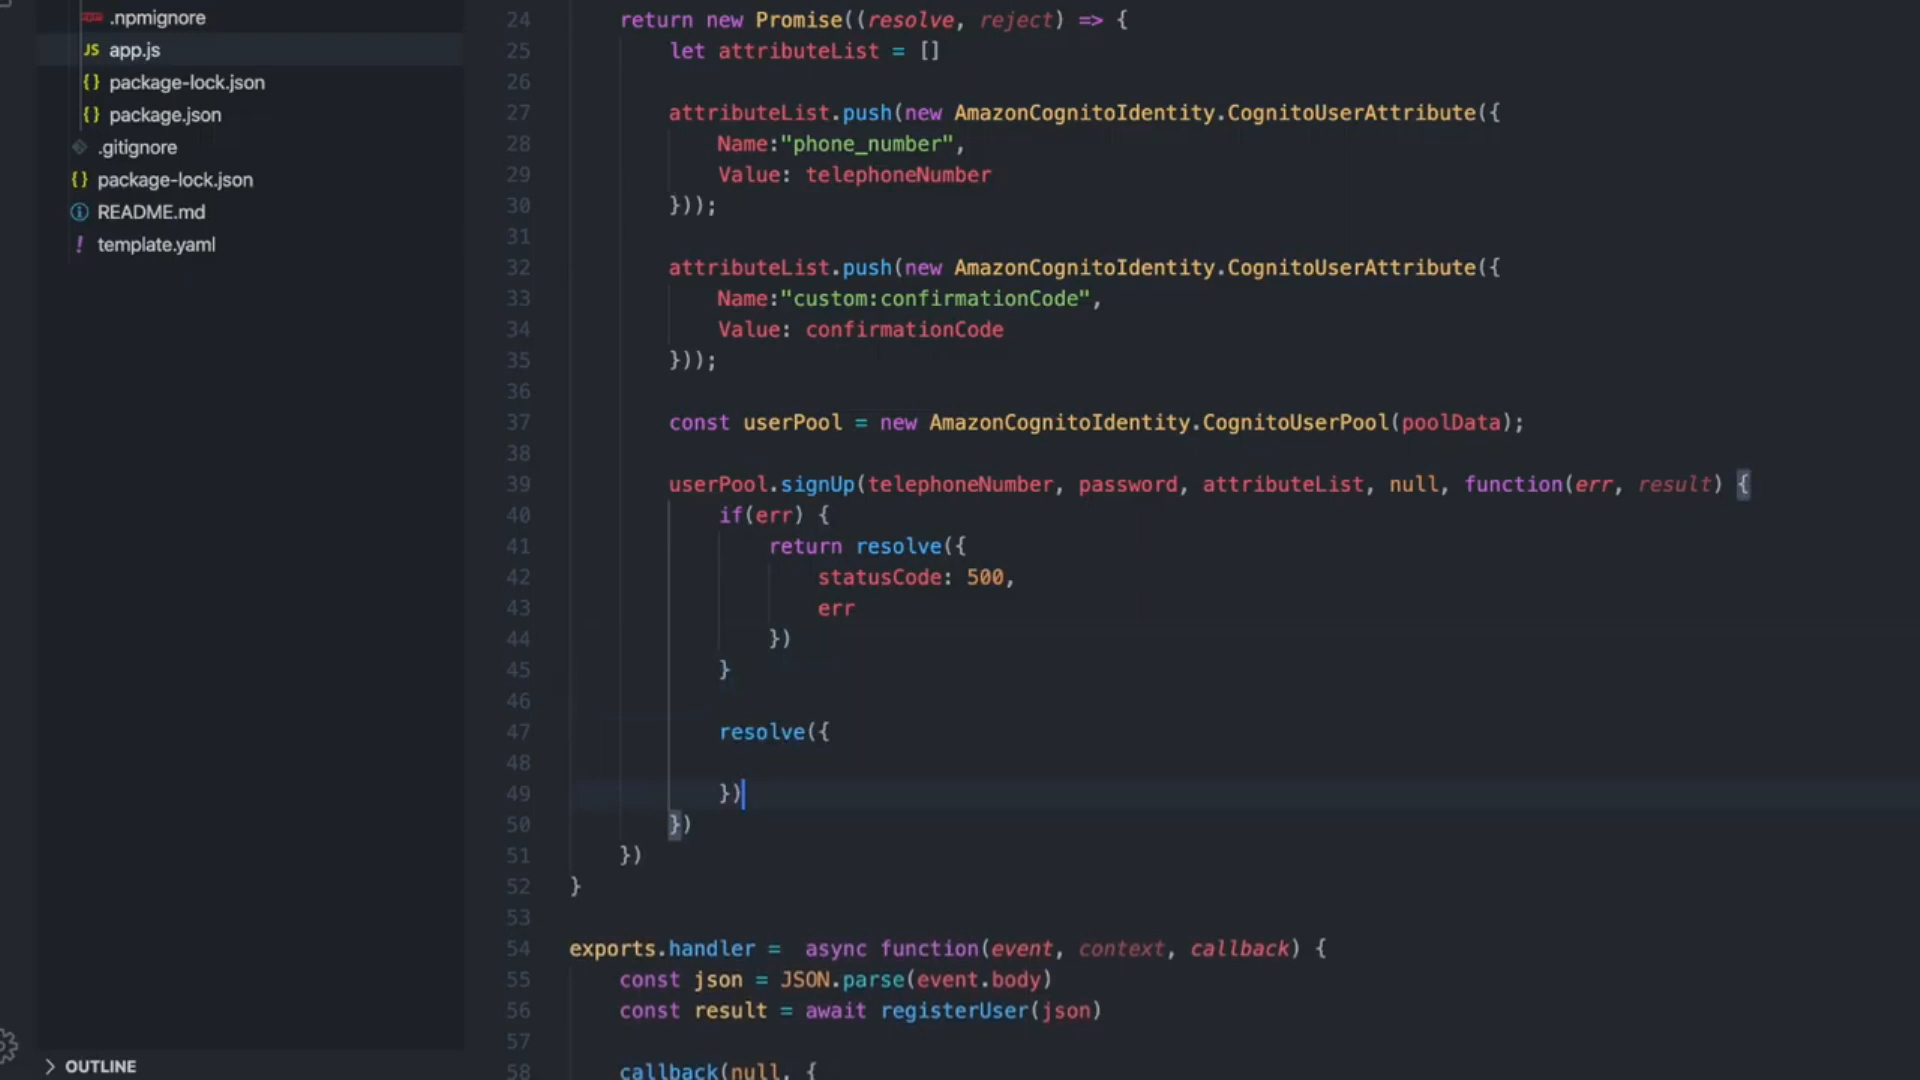 .npmignore
JS app.js
{} package-lock.json
{} package.json
.gitignore
{} package-lock.json
README.md
! template.yaml
OUTLINE
24 return new Promise((resolve, reject) => {
25 let attributeList = []
26
27 attributeList.push(new AmazonCognitoIdentity.CognitoUserAttribute({
28 Name:"phone_number",
29 Value: telephoneNumber
30 }));
31
32 attributeList.push(new AmazonCognitoIdentity.CognitoUserAttribute({
33 Name:"custom:confirmationCode",
34 Value: confirmationCode
35 }));
36
37 const userPool = new AmazonCognitoIdentity.CognitoUserPool(poolData);
38
39 userPool.signUp(telephoneNumber, password, attributeList, null, function(err, result) {
40 if(err) {
41 return resolve({
42 statusCode: 500,
43 err
44 })
45 }
46
47 resolve({
48
49 })
50 })
51 })
52 }
53
54 exports.handler =  async function(event, context, callback) {
55 const json = JSON.parse(event.body)
56 const result = await registerUser(json)
57
58 callback(null, {